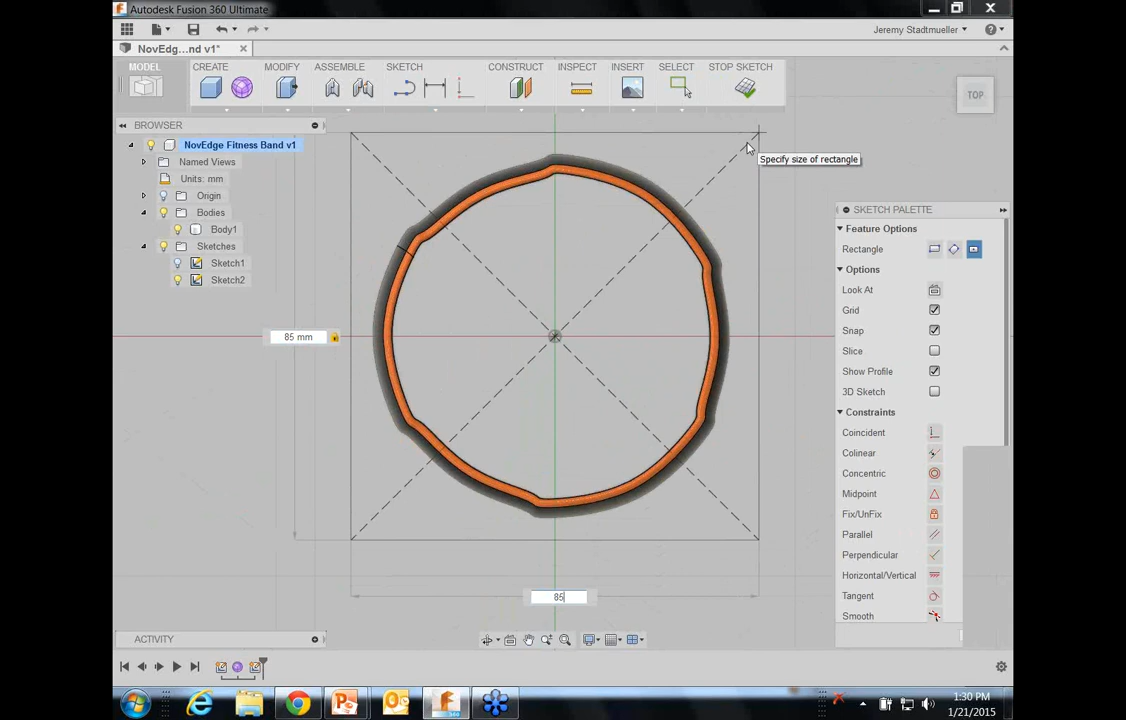 Autodesk Fusion 360 Ultimate
Jeremy Stadtmueller
NovEdg...nd v1*
MODEL
CREATE
MODIFY
ASSEMBLE
SKETCH
CONSTRUCT
INSPECT
INSERT
SELECT
STOP SKETCH
TOP
BROWSER
NovEdge Fitness Band v1
Named Views
Units: mm
Origin
Bodies
Body1
Sketches
Sketch1
Sketch2
Specify size of rectangle
85 mm
85
SKETCH PALETTE
Feature Options
Rectangle
Options
Look At
Grid
Snap
Slice
Show Profile
3D Sketch
Constraints
Coincident
Colinear
Concentric
Midpoint
Fix/UnFix
Parallel
Perpendicular
Horizontal/Vertical
Tangent
Smooth
ACTIVITY
1:30 PM
1/21/2015